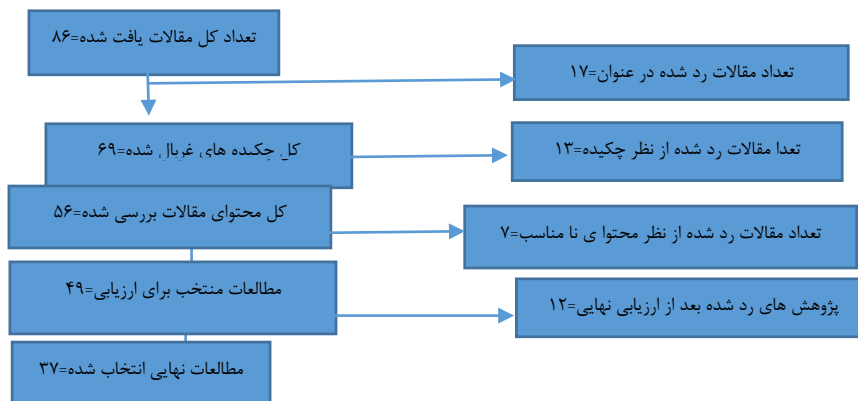 تعداد کل مقالات یافت شده=۸۶
تعداد مقالات رد شده در عنوان=۱۷
کل چکیده های غربال شده=۶۹
تعدا مقالات رد شده از نظر چکیده=۱۳
کل محتوای مقالات بررسی شده=۵۶
تعداد مقالات رد شده از نظر محتوا ی نا مناسب=۷
مطالعات منتخب برای ارزیابی=۴۹
پژوهش های رد شده بعد از ارزیابی نهایی=۱۲
مطالعات نهایی انتخاب شده=۳۷